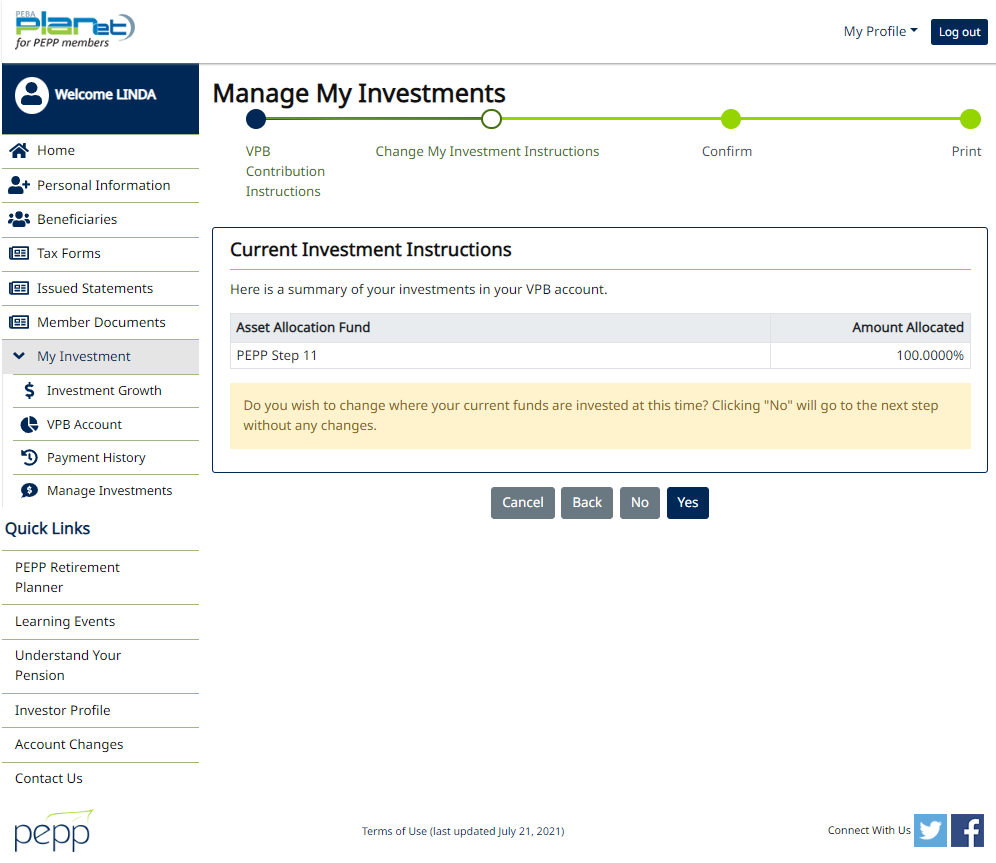 PEBA
planet
for PEPP members
My Profile
Log out
Welcome LINDA
Home
Personal Information
Beneficiaries
Tax Forms
Issued Statements
Member Documents
My Investment
Investment Growth
VPB Account
Payment History
Manage Investments
Quick Links
PEPP Retirement
Planner
Learning Events
Understand Your
Pension
Investor Profile
Account Changes
Contact Us
Manage My Investments
VPB
Contribution
Instructions
Change My Investment Instructions
Confirm
Print
Current Investment Instructions
Here is a summary of your investments in your VPB account.
Asset Allocation Fund Amount Allocated
PEPP Step 11 100.0000%
Do you wish to change where your current funds are invested at this time? Clicking "No" will go to the next step
without any changes.
Cancel Back No Yes
pepp
Terms of Use (last updated July 21, 2021)
Connect With Us